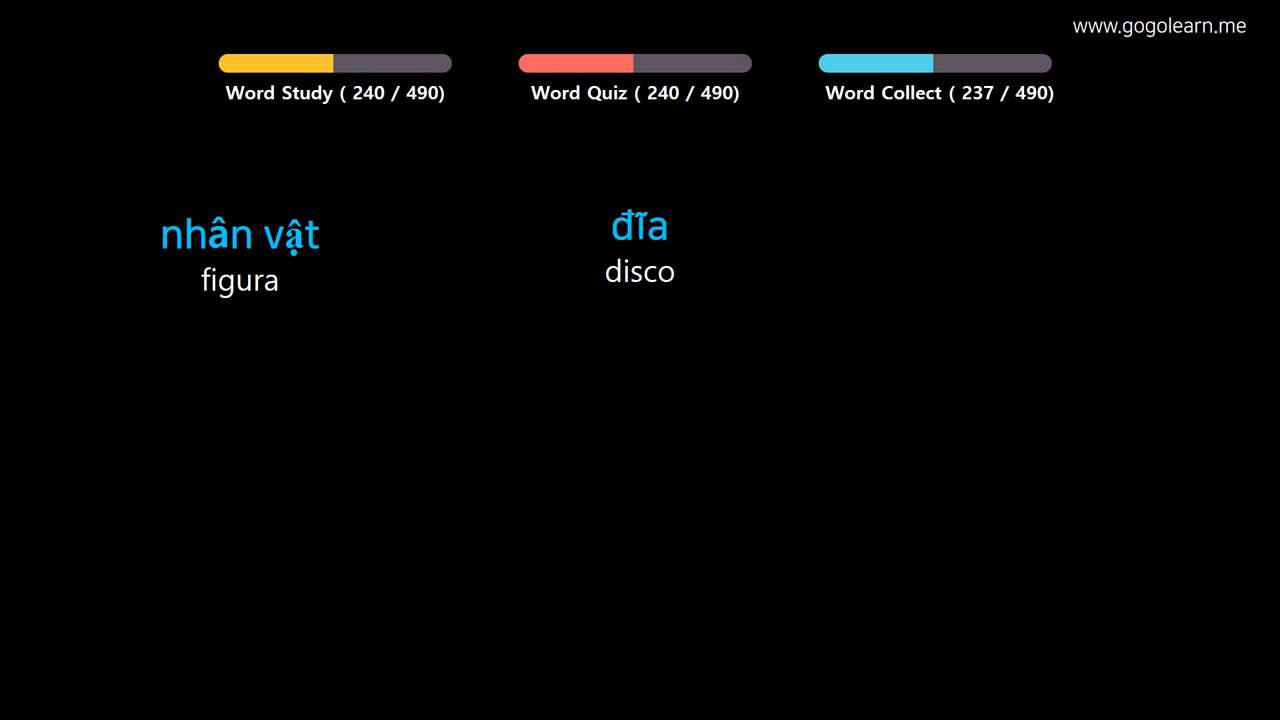 www.gogolearn.me
Word Study ( 240 / 490)
Word Quiz ( 240 / 490)
Word Collect ( 237 / 490)
nhân vật
figura
đĩa
disco